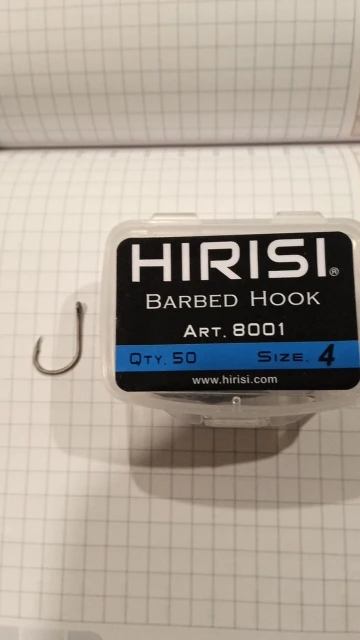 HIRISI®
BARBED HOOK
ART. 8001
QTY. 50 SIZE. 4
www.hirisi.com